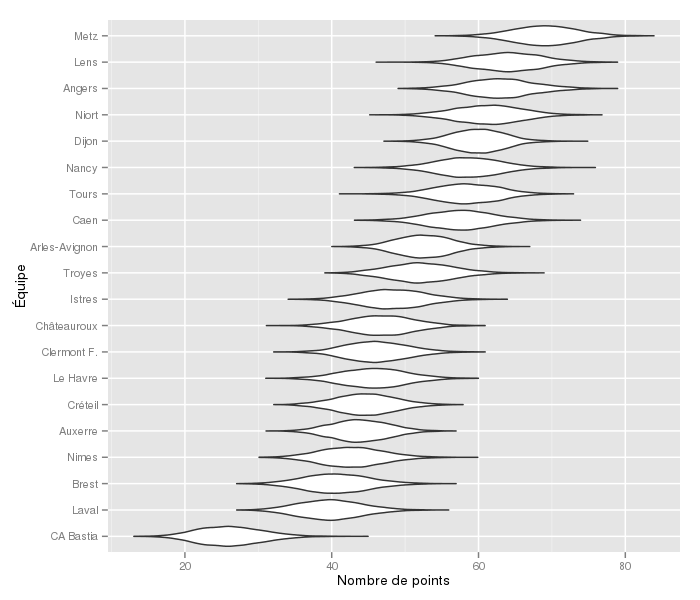 Équipe
Metz
Lens
Angers
Niort
Dijon
Nancy
Tours
Caen
Arles-Avignon
Troyes
Istres
Châteauroux
Clermont F.
Le Havre
Créteil
Auxerre
Nimes
Brest
Laval
CA Bastia
20 40 60 80
Nombre de points